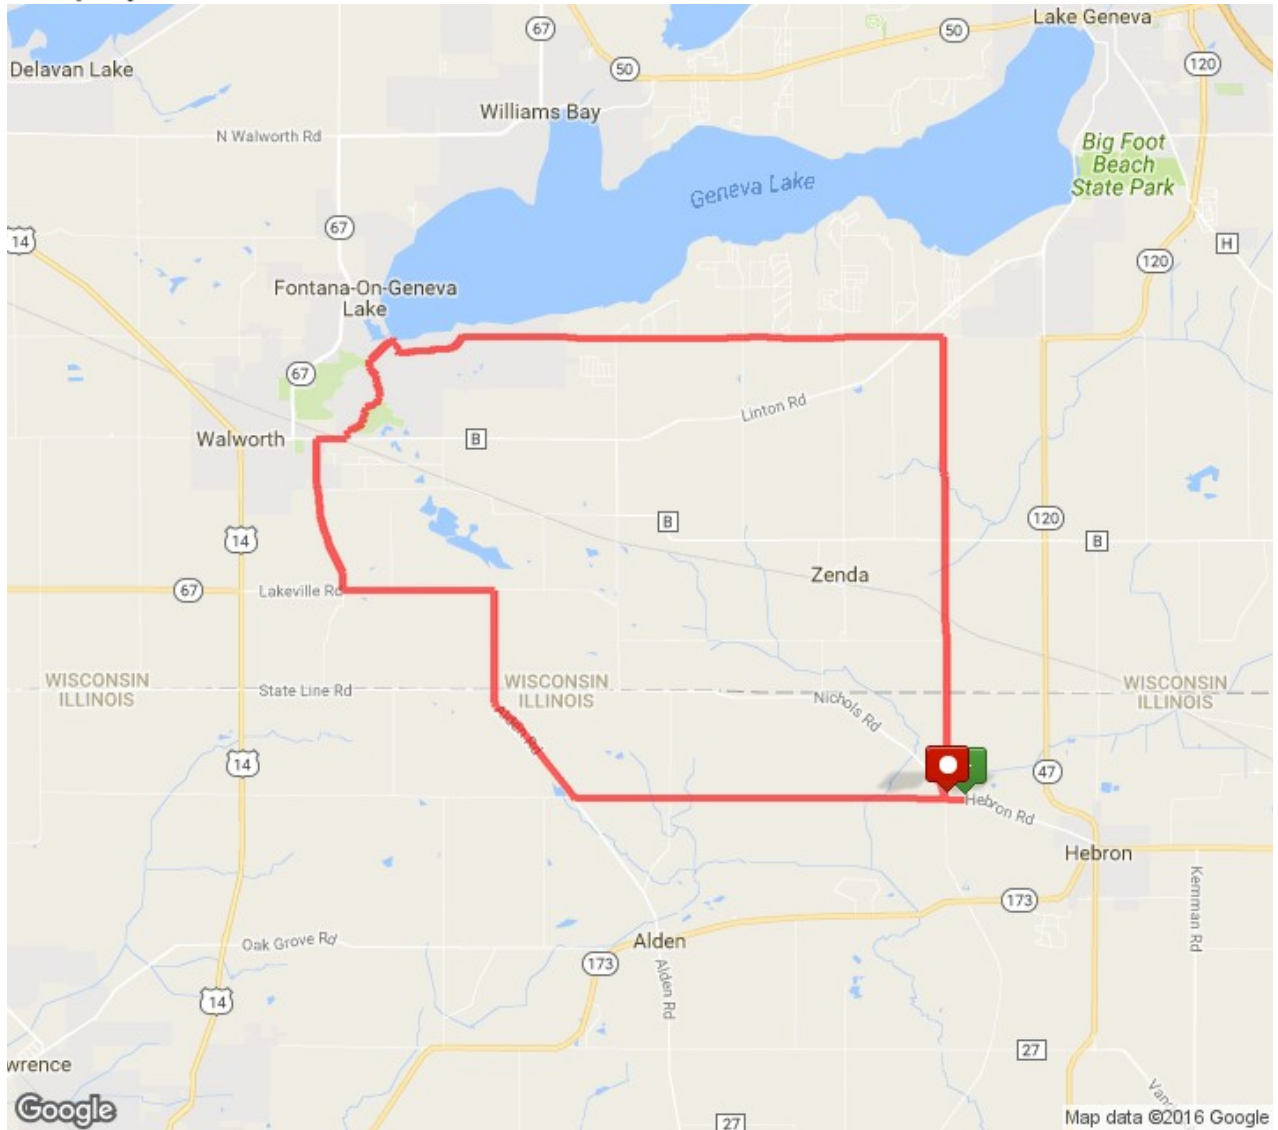 Lake Geneva
67
50
50
120
Delavan Lake
Williams Bay
N Walworth Rd
Big Foot
Beach
State Park
Geneva Lake
67
14
H
120
Fontana-On-Geneva
Lake
67
Linton Rd
Walworth
B
120
B
14
B
Zenda
67
Lakeville Rd
WISCONSIN
ILLINOIS
State Line Rd
WISCONSIN
ILLINOIS
WISCONSIN
ILLINOIS
Nichols Rd
Alden Rd
14
47
Hebron Rd
Hebron
173
Kemman Rd
Oak Grove Rd
Alden
173
Alden Rd
14
27
wrence
Google
27
Map data ©2016 Google